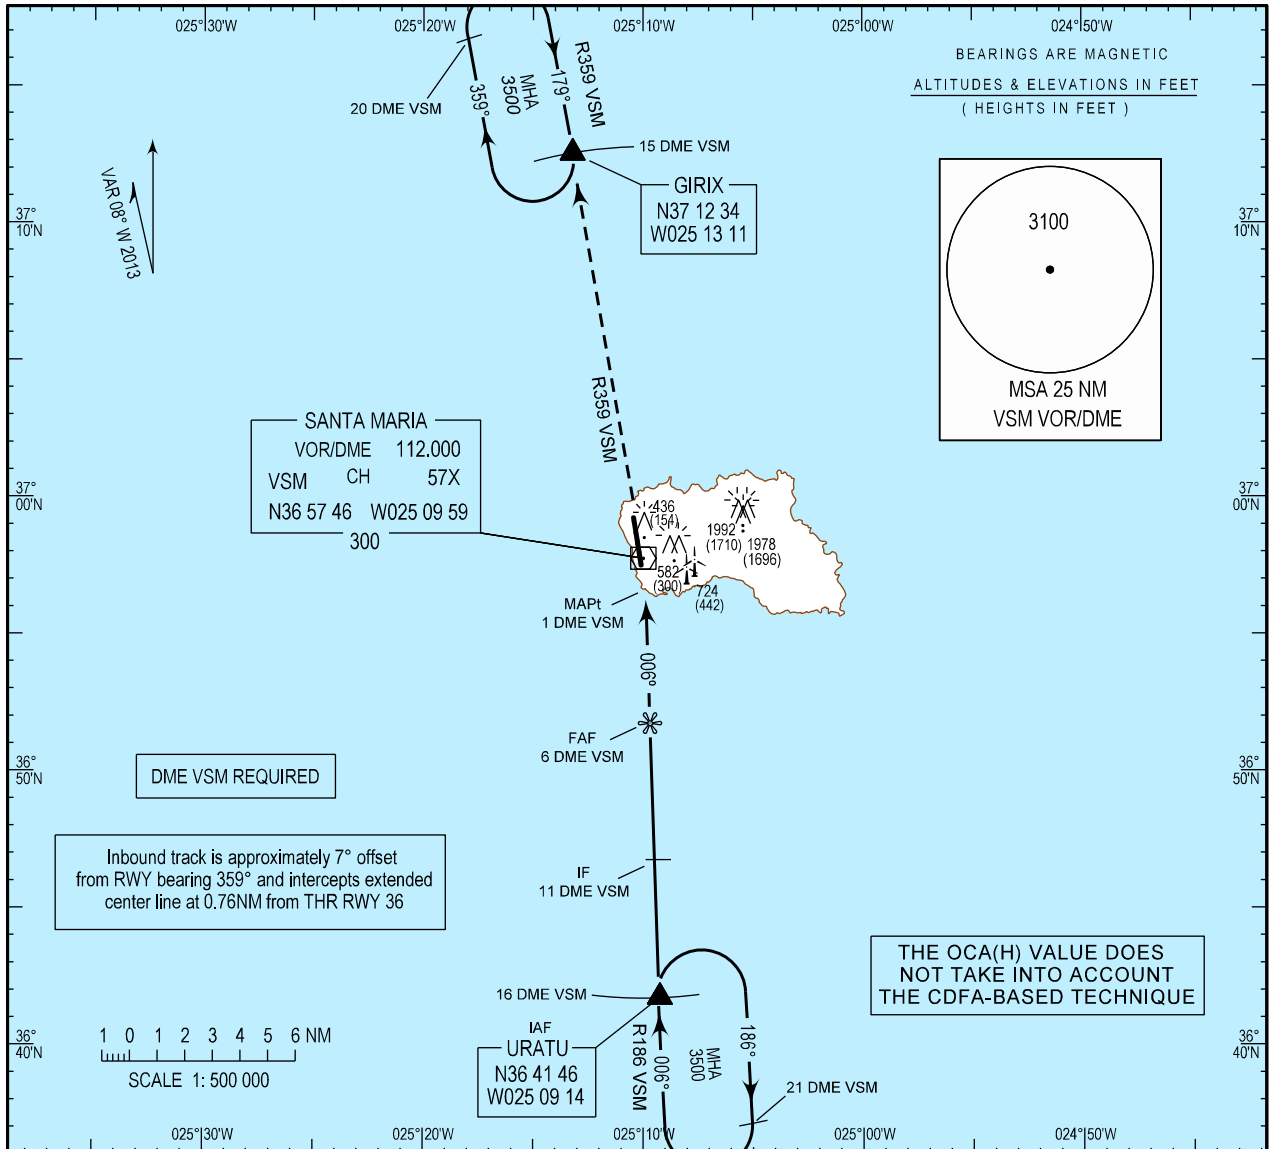 025°30'W
025°20'W
025°10'W
025°00'W
024°50'W
BEARINGS ARE MAGNETIC
ALTITUDES & ELEVATIONS IN FEET
( HEIGHTS IN FEET )
20 DME VSM
359°
MHA
3500
179°
R359 VSM
15 DME VSM
GIRIX
N37 12 34
W025 13 11
VAR 08° W 2013
37°
10'N
37°
10'N
3100
MSA 25 NM
VSM VOR/DME
R359 VSM
SANTA MARIA
VOR/DME 112.000
VSM CH 57X
N36 57 46 W025 09 59
300
37°
00'N
37°
00'N
436
(154)
1992
(1710)
1978
(1696)
582
(300)
724
(442)
MAPt
1 DME VSM
006°
FAF
6 DME VSM
36°
50'N
36°
50'N
DME VSM REQUIRED
Inbound track is approximately 7° offset
from RWY bearing 359° and intercepts extended
center line at 0.76NM from THR RWY 36
IF
11 DME VSM
THE OCA(H) VALUE DOES
NOT TAKE INTO ACCOUNT
THE CDFA-BASED TECHNIQUE
16 DME VSM
IAF
URATU
N36 41 46
W025 09 14
R186 VSM
006°
MHA
3500
186°
21 DME VSM
36°
40'N
36°
40'N
1 0 1 2 3 4 5 6 NM
SCALE 1: 500 000
025°30'W
025°20'W
025°10'W
025°00'W
024°50'W